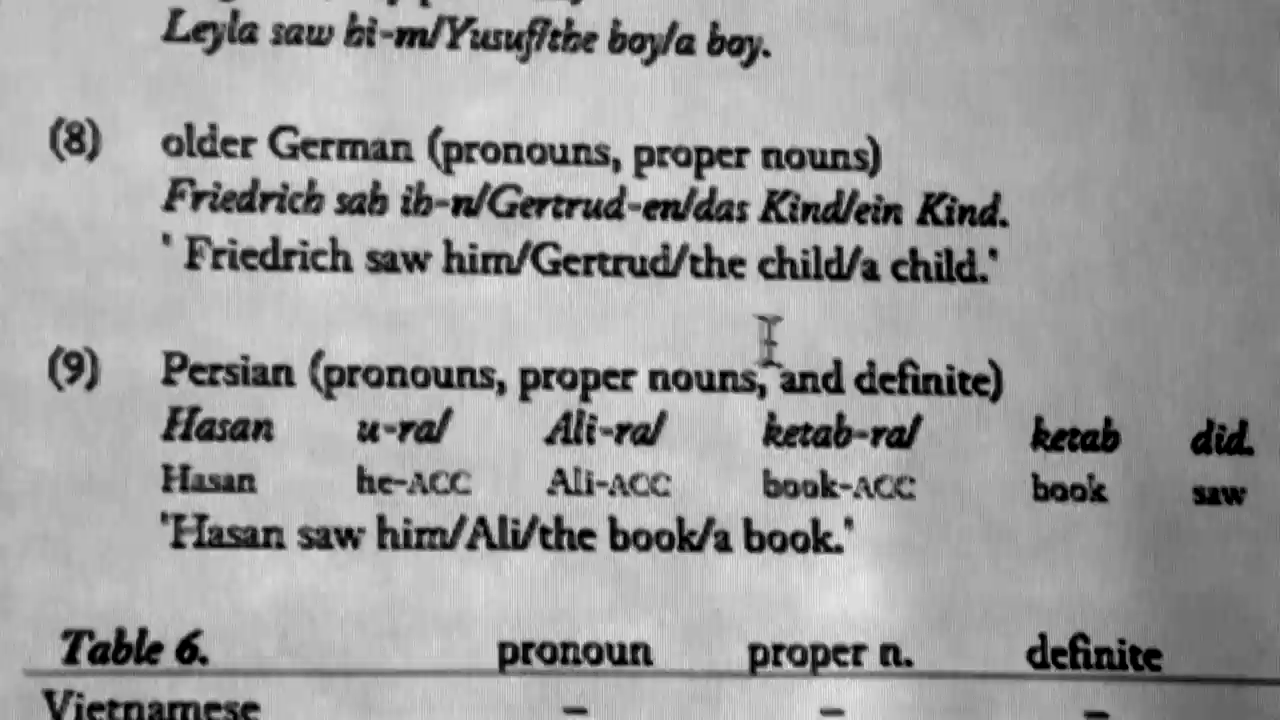 Leyla saw hi-m/Yusuf/the boy/a boy.
(8) older German (pronouns, proper nouns)
Friedrich sah ih-n/Gertrud-en/das Kind/ein Kind.
' Friedrich saw him/Gertrud/the child/a child.'
(9) Persian (pronouns, proper nouns, and definite)
Hasan u-ra/ Ali-ra/ ketab-ra/ ketab did.
Hasan he-ACC Ali-ACC book-ACC book saw
'Hasan saw him/Ali/the book/a book.'
Table 6. pronoun proper n. definite
Vietnamese – – –